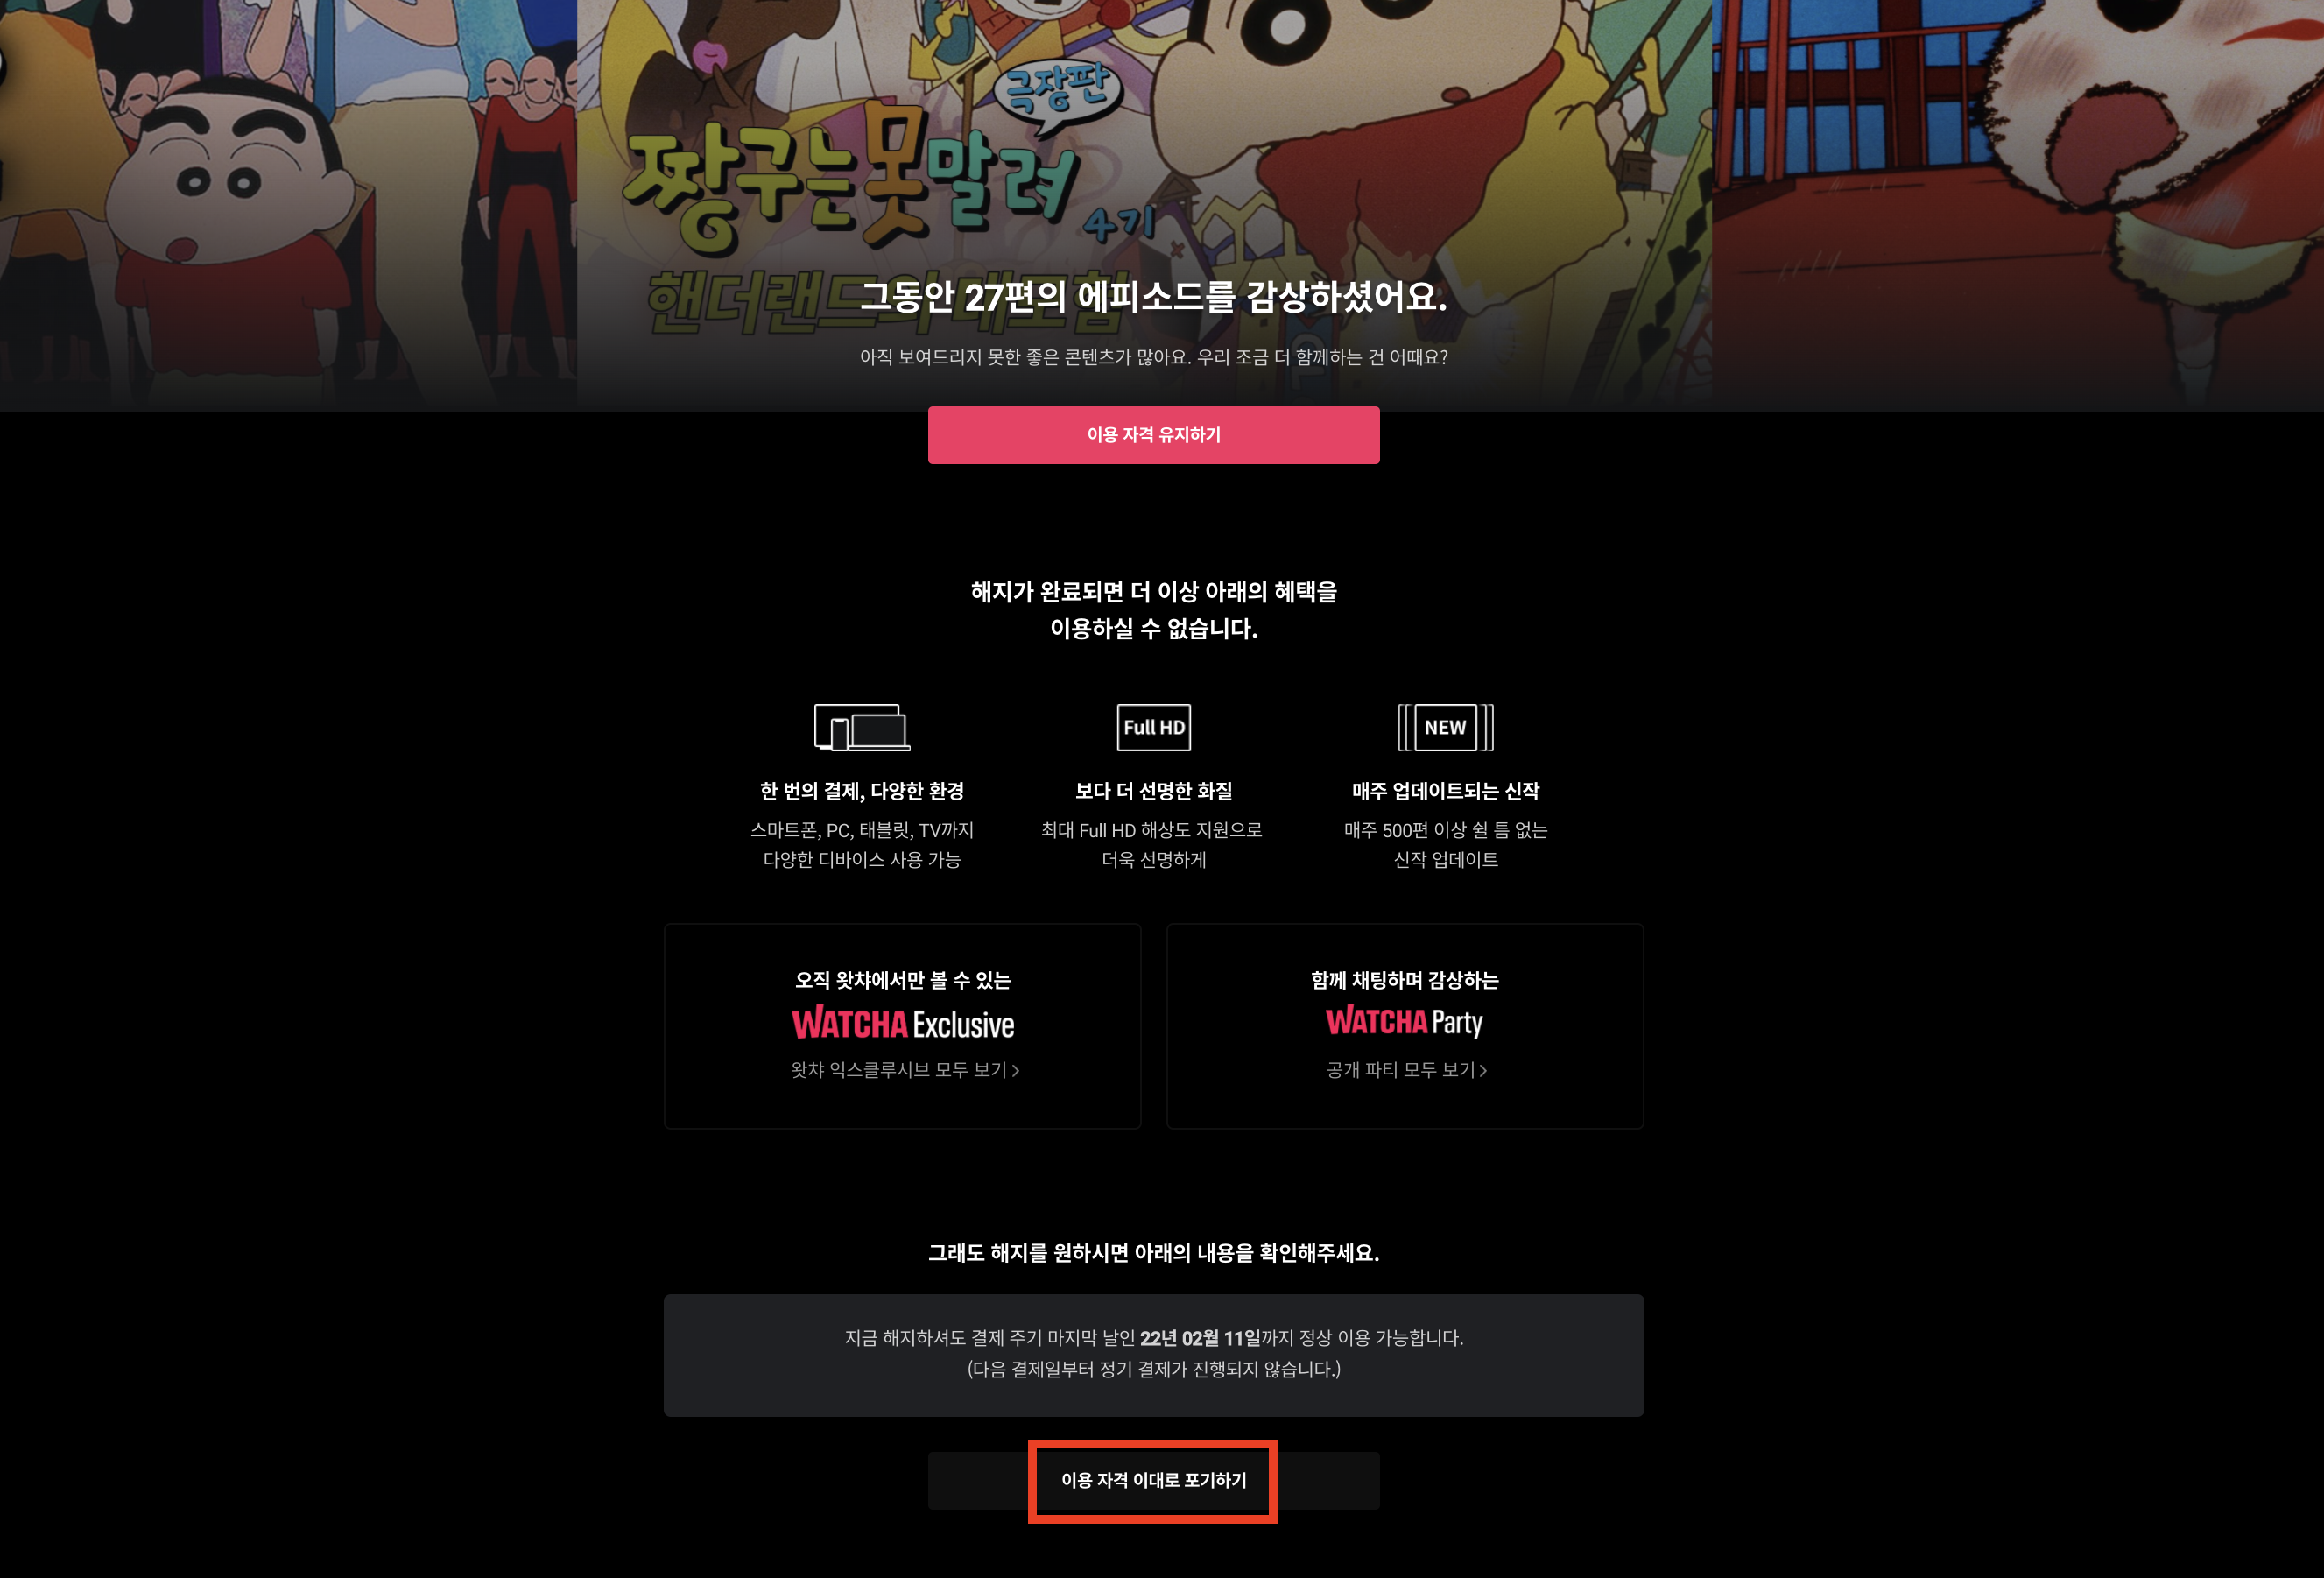 극장판
짱구는 못말려
4기
핸더랜드의 대모험
그동안 27편의 에피소드를 감상하셨어요.
아직 보여드리지 못한 좋은 콘텐츠가 많아요. 우리 조금 더 함께하는 건 어때요?
이용 자격 유지하기
해지가 완료되면 더 이상 아래의 혜택을
이용하실 수 없습니다.
Full HD
NEW
한 번의 결제, 다양한 환경
스마트폰, PC, 태블릿, TV까지
다양한 디바이스 사용 가능
보다 더 선명한 화질
최대 Full HD 해상도 지원으로
더욱 선명하게
매주 업데이트되는 신작
매주 500편 이상 쉴 틈 없는
신작 업데이트
오직 왓챠에서만 볼 수 있는
WATCHA Exclusive
왓챠 익스클루시브 모두 보기 >
함께 채팅하며 감상하는
WATCHA Party
공개 파티 모두 보기 >
그래도 해지를 원하시면 아래의 내용을 확인해주세요.
지금 해지하셔도 결제 주기 마지막 날인 22년 02월 11일까지 정상 이용 가능합니다.
(다음 결제일부터 정기 결제가 진행되지 않습니다.)
이용 자격 이대로 포기하기